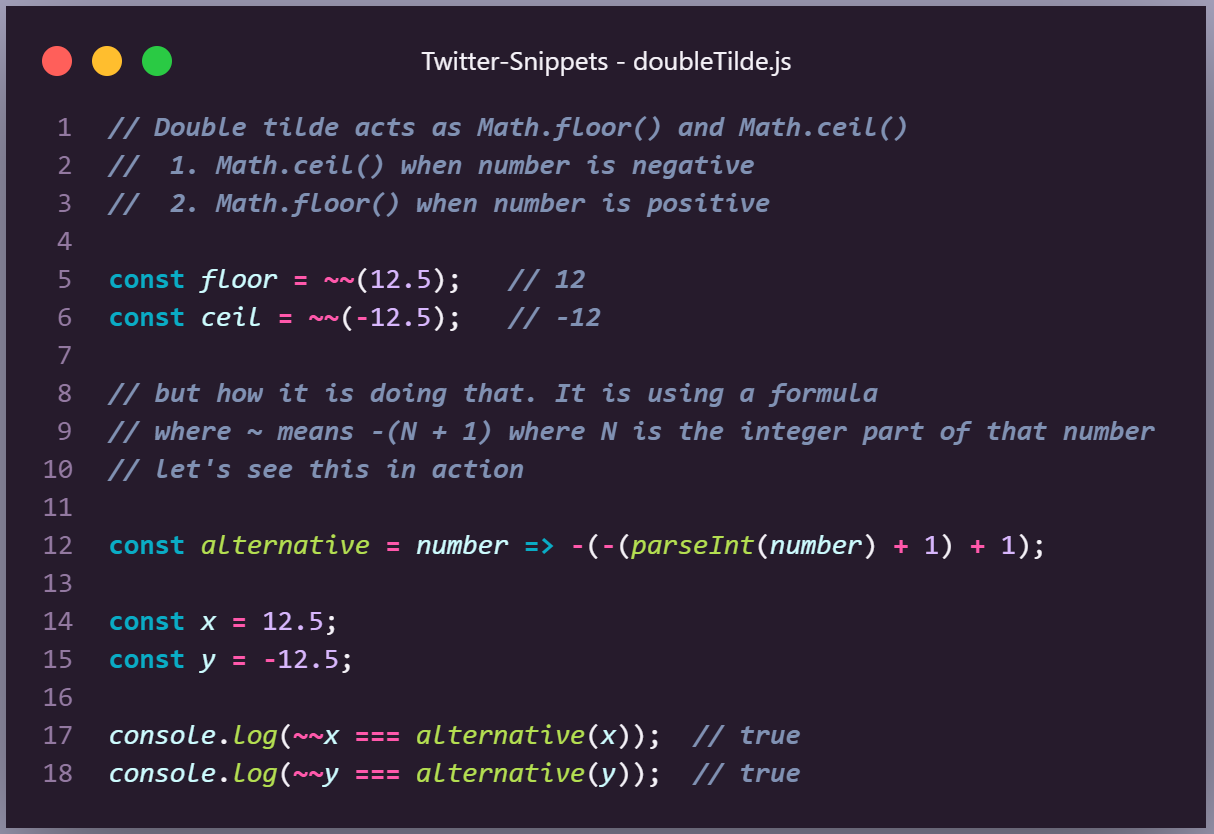 Twitter-Snippets - doubleTilde.js
1 // Double tilde acts as Math.floor() and Math.ceil()
2 //  1. Math.ceil() when number is negative
3 //  2. Math.floor() when number is positive
4
5 const floor = ~~(12.5);   // 12
6 const ceil = ~~(-12.5);   // -12
7
8 // but how it is doing that. It is using a formula
9 // where ~ means -(N + 1) where N is the integer part of that number
10 // let's see this in action
11
12 const alternative = number => -(-(parseInt(number) + 1) + 1);
13
14 const x = 12.5;
15 const y = -12.5;
16
17 console.log(~~x === alternative(x));  // true
18 console.log(~~y === alternative(y));  // true